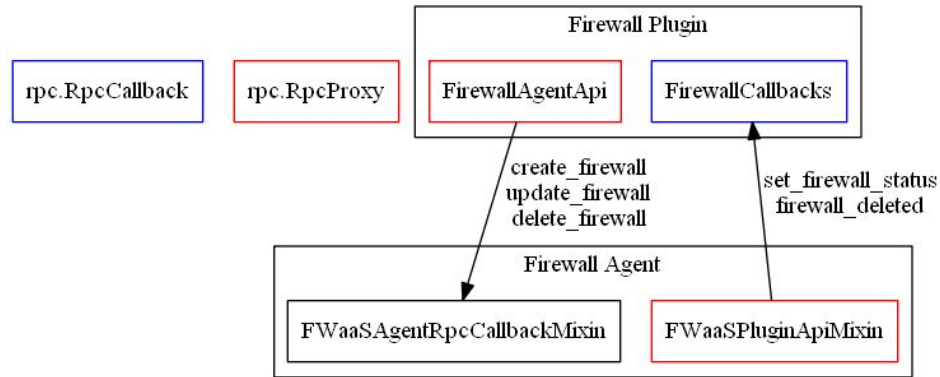 Firewall Plugin
rpc.RpcCallback
rpc.RpcProxy
FirewallAgentApi
FirewallCallbacks
create_firewall
update_firewall
delete_firewall
set_firewall_status
firewall_deleted
Firewall Agent
FWaaSAgentRpcCallbackMixin
FWaaSPluginApiMixin